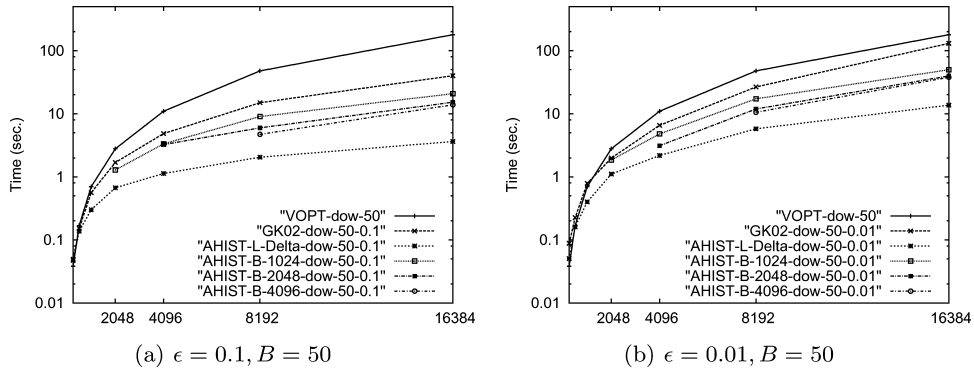 100
10
1
0.1
0.01
Time (sec.)
"VOPT-dow-50"
"GK02-dow-50-0.1"
"AHIST-L-Delta-dow-50-0.1"
"AHIST-B-1024-dow-50-0.1"
"AHIST-B-2048-dow-50-0.1"
"AHIST-B-4096-dow-50-0.1"
2048 4096 8192 16384
(a) ϵ = 0.1, B = 50
100
10
1
0.1
0.01
Time (sec.)
"VOPT-dow-50"
"GK02-dow-50-0.01"
"AHIST-L-Delta-dow-50-0.01"
"AHIST-B-1024-dow-50-0.01"
"AHIST-B-2048-dow-50-0.01"
"AHIST-B-4096-dow-50-0.01"
2048 4096 8192 16384
(b) ϵ = 0.01, B = 50